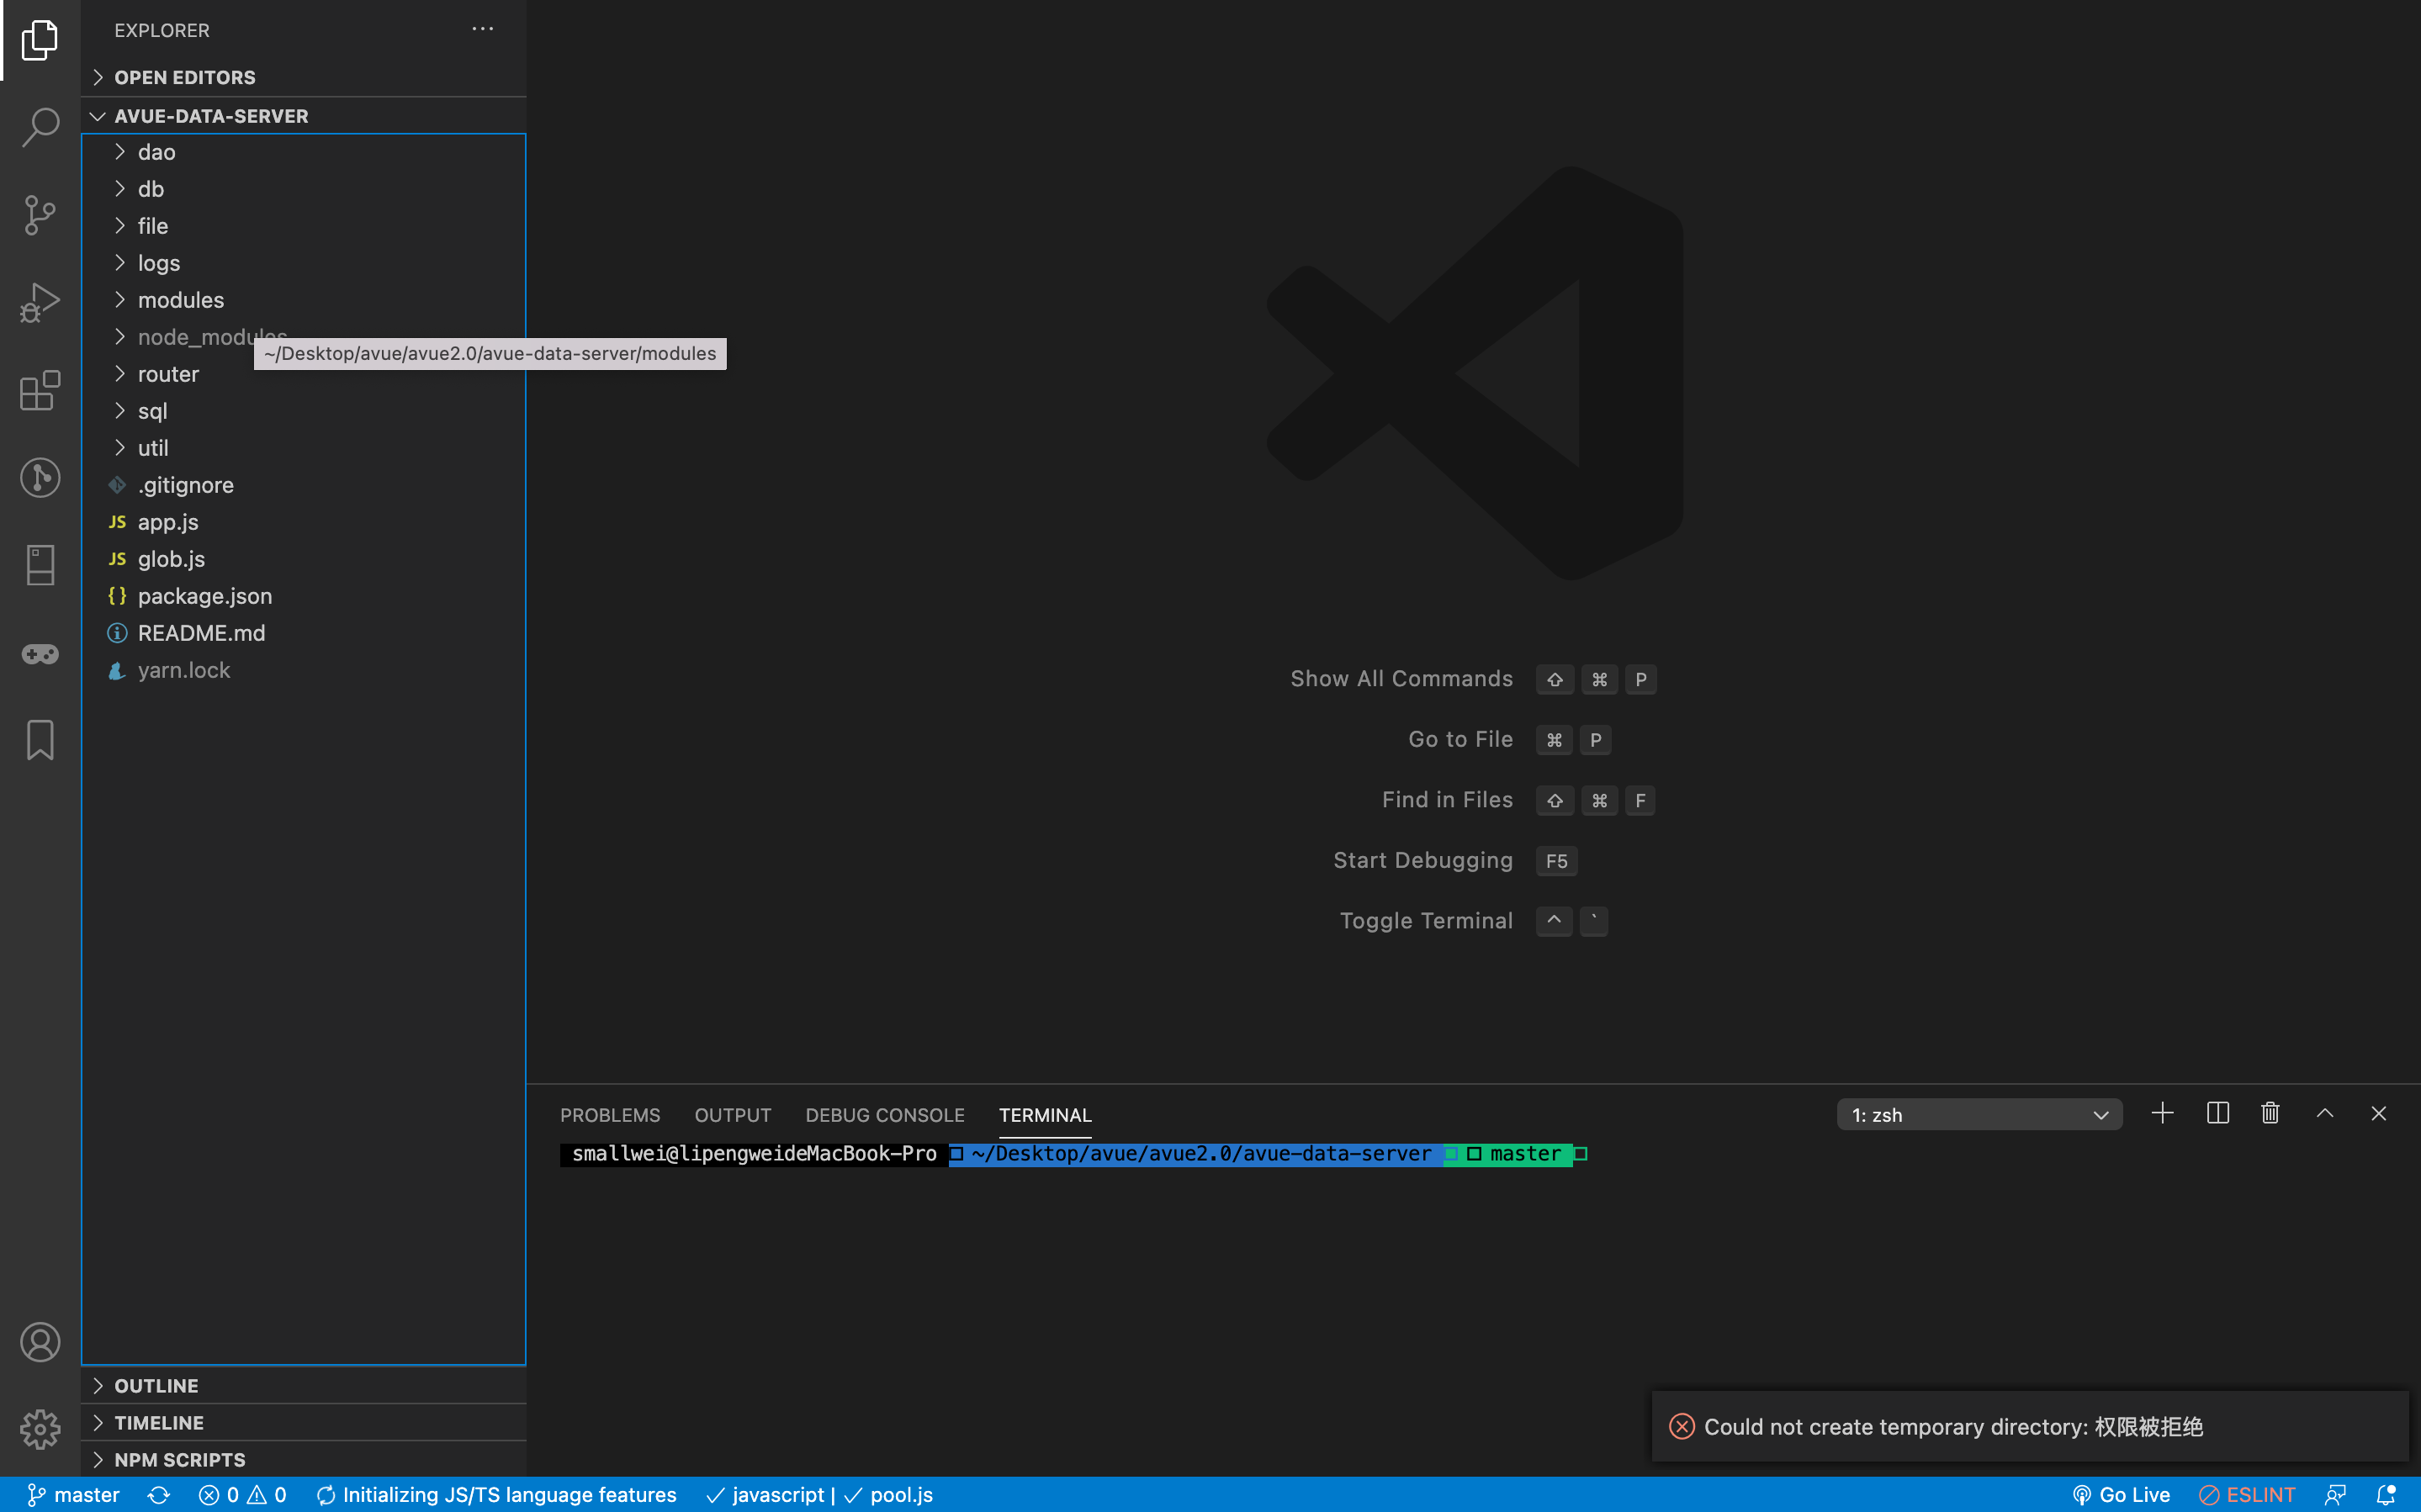 EXPLORER
OPEN EDITORS
AVUE-DATA-SERVER
dao
db
file
logs
modules
node_modules
~/Desktop/avue/avue2.0/avue-data-server/modules
router
sql
util
.gitignore
JS app.js
JS glob.js
{} package.json
README.md
yarn.lock
OUTLINE
TIMELINE
NPM SCRIPTS
Show All Commands ⇧ ⌘ P
Go to File ⌘ P
Find in Files ⇧ ⌘ F
Start Debugging F5
Toggle Terminal ^ `
PROBLEMS OUTPUT DEBUG CONSOLE TERMINAL 1: zsh
smallwei@lipengweideMacBook-Pro ~/Desktop/avue/avue2.0/avue-data-server master
Could not create temporary directory: 权限被拒绝
master 0 0 Initializing JS/TS language features ✓ javascript | ✓ pool.js Go Live ESLINT